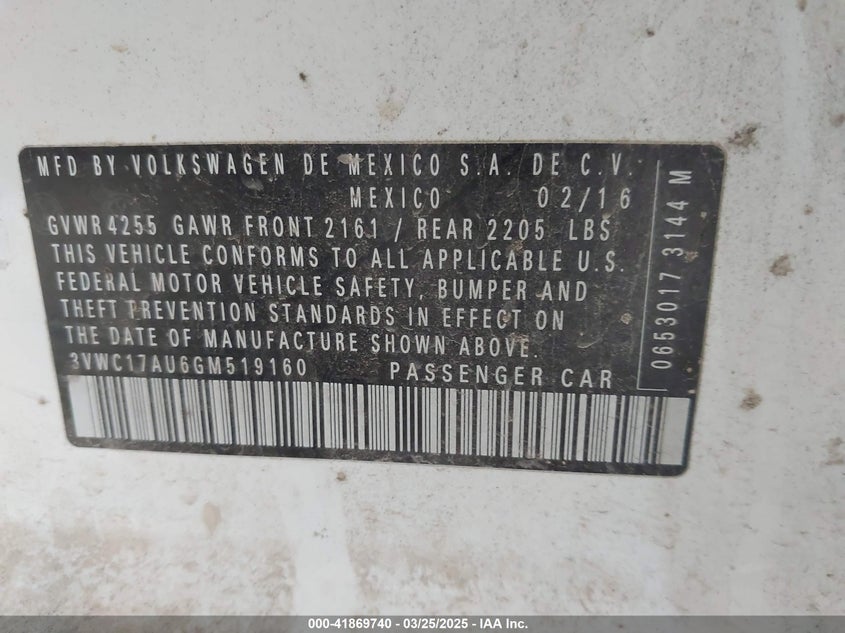 MFD BY VOLKSWAGEN DE MEXICO S.A. DE C.V.
MEXICO 02/16
GVWR 4255 GAWR FRONT 2161 / REAR 2205 LBS
THIS VEHICLE CONFORMS TO ALL APPLICABLE U.S.
FEDERAL MOTOR VEHICLE SAFETY, BUMPER AND
THEFT PREVENTION STANDARDS IN EFFECT ON
THE DATE OF MANUFACTURE SHOWN ABOVE.
3VWC17AU6GM519160 PASSENGER CAR
0653017 3144 M
000-41869740 - 03/25/2025 - IAA Inc.